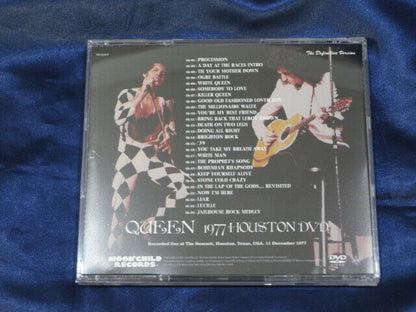 The Definitive Version
PROCESSION
A DAY AT THE RACES INTRO
TIE YOUR MOTHER DOWN
OGRE BATTLE
WHITE QUEEN
SOMEBODY TO LOVE
KILLER QUEEN
GOOD OLD FASHIONED LOVER BOY
THE MILLIONAIRE WALTZ
YOU'RE MY BEST FRIEND
BRING BACK THAT LEROY BROWN
DEATH ON TWO LEGS
DOING ALL RIGHT
BRIGHTON ROCK
'39
YOU TAKE MY BREATH AWAY
WHITE MAN
THE PROPHET'S SONG
BOHEMIAN RHAPSODY
KEEP YOURSELF ALIVE
STONE COLD CRAZY
IN THE LAP OF THE GODS... REVISITED
NOW I'M HERE
LIAR
LUCILLE
JAILHOUSE ROCK MEDLEY
QUEEN 1977 HOUSTON DVD
Recorded live at The Summit, Houston, Texas, USA. 11 December 1977
MOONCHILD
RECORDS
DVD